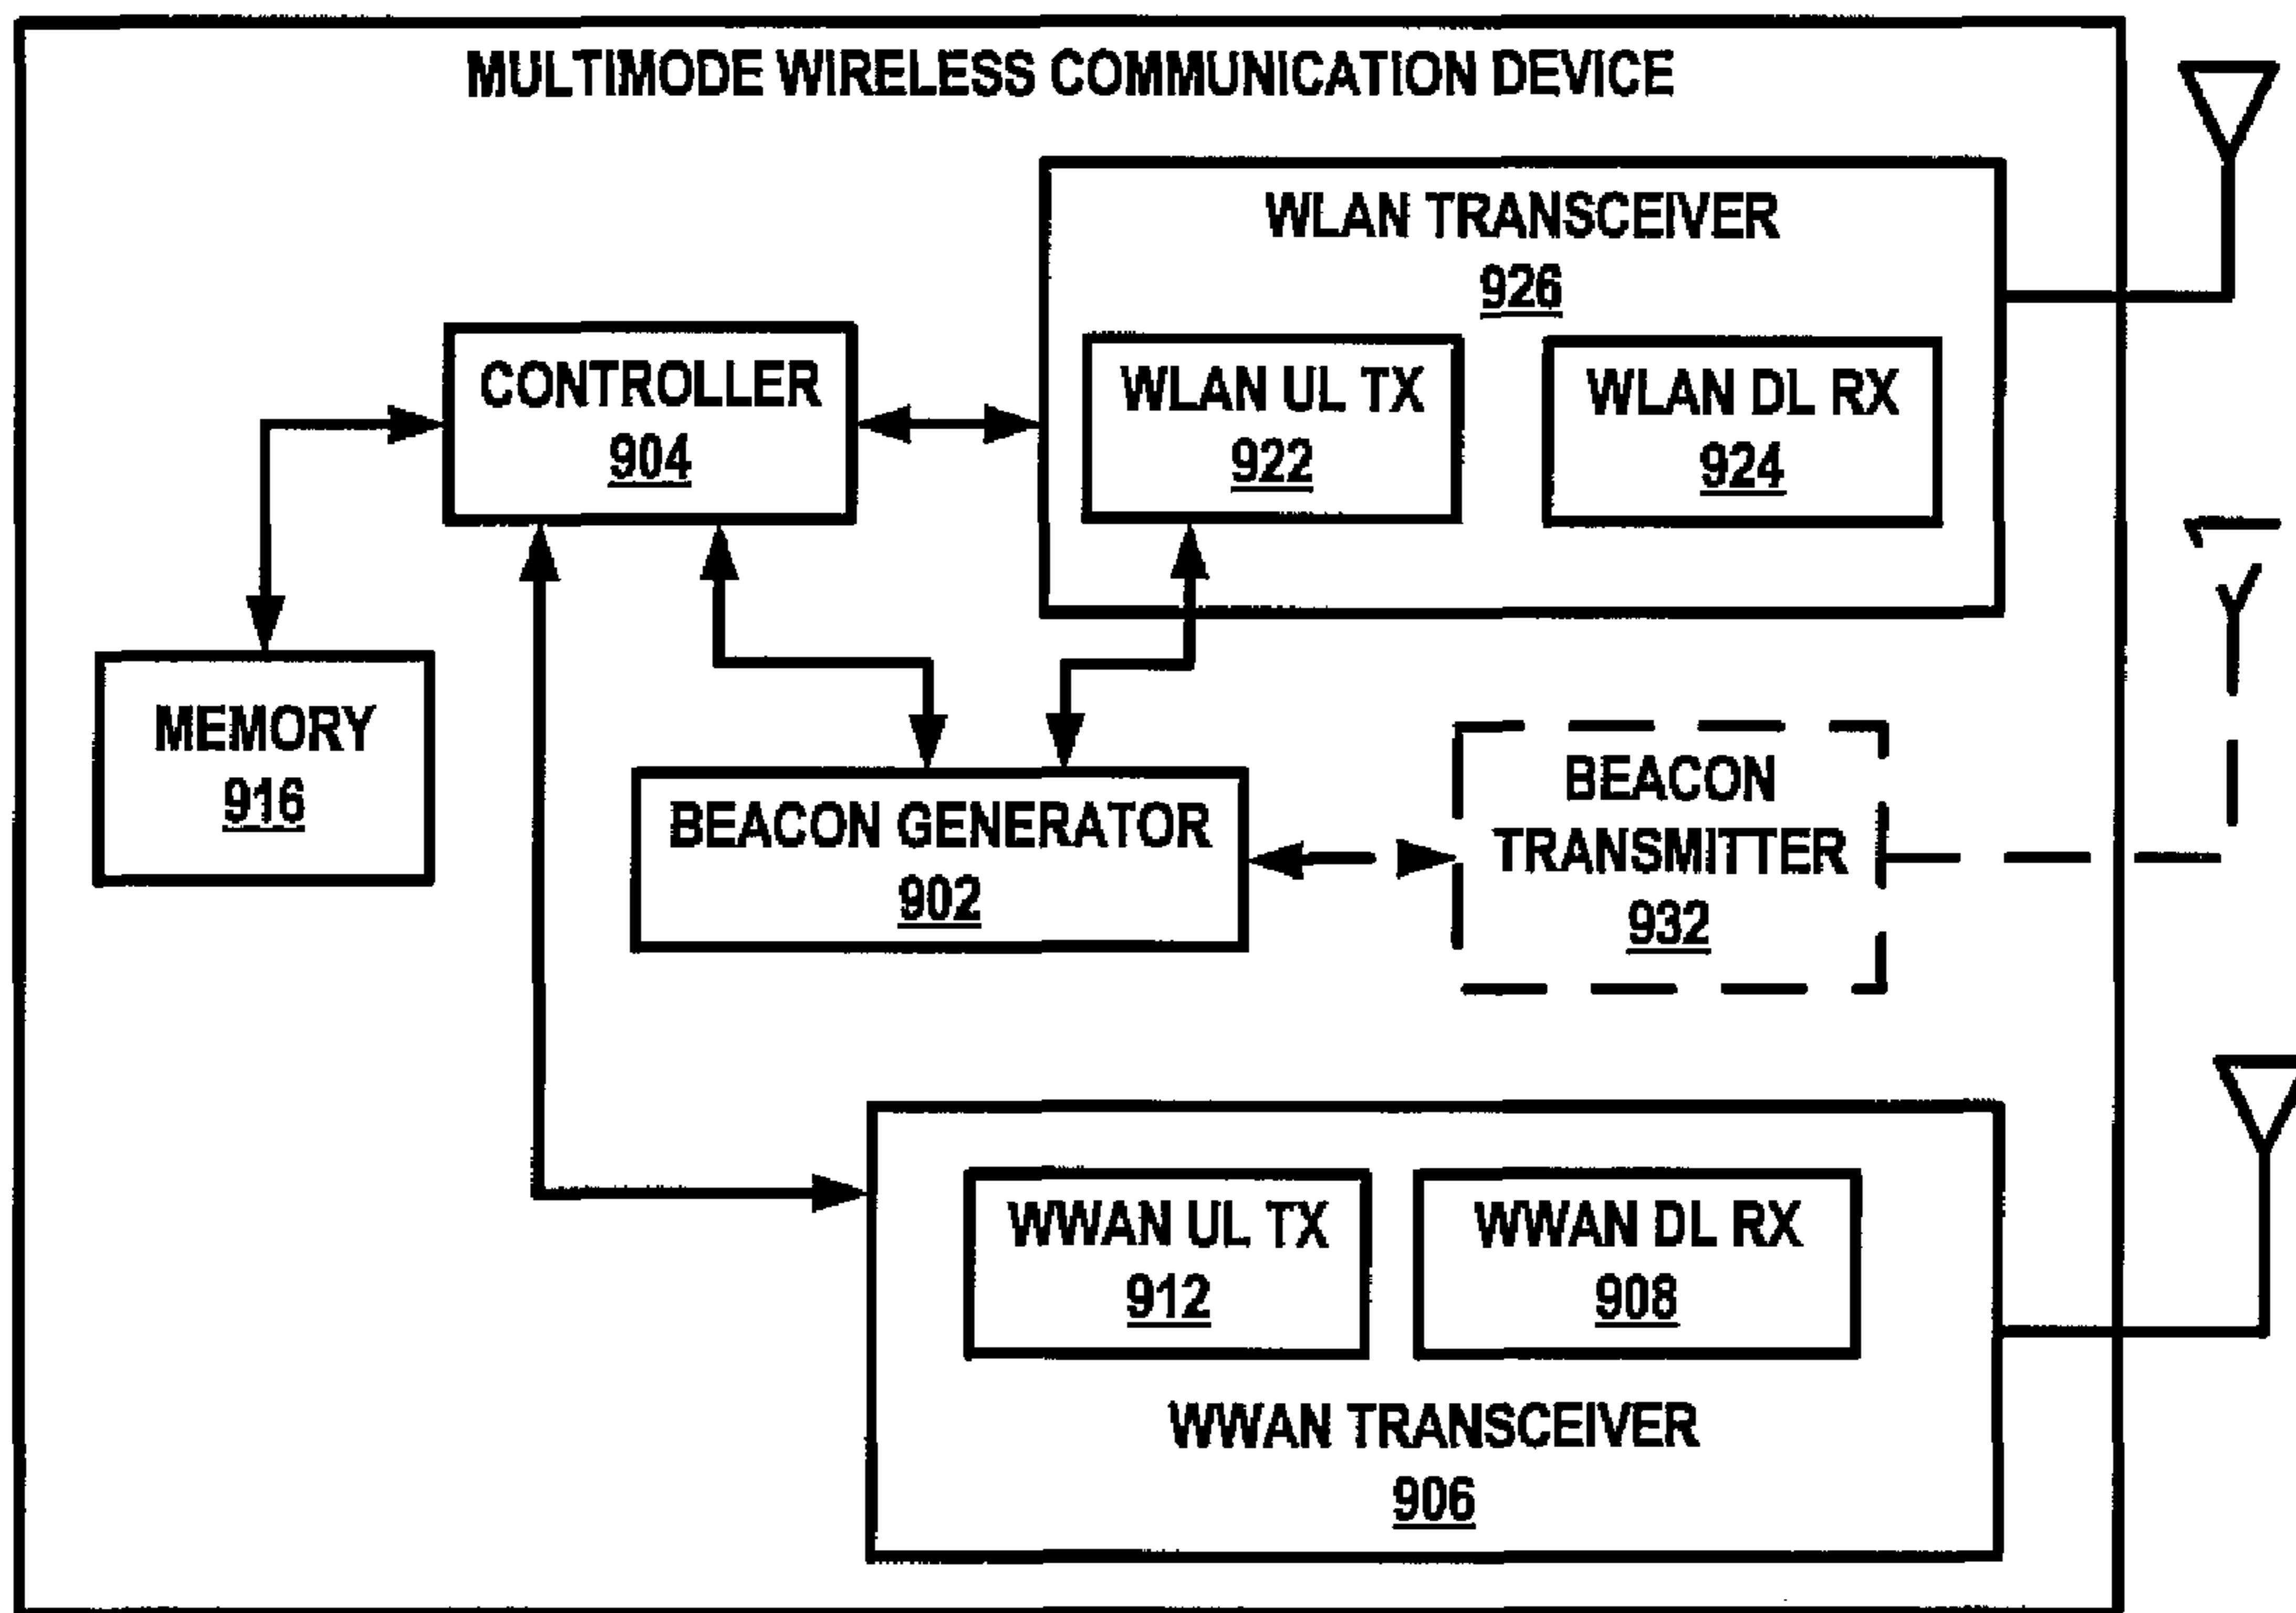 MULTIMODE WIRELESS COMMUNICATION DEVICE
WLAN TRANSCEIVER
926
CONTROLLER
904
WLAN UL TX
922
WLAN DL RX
924
MEMORY
916
BEACON GENERATOR
902
BEACON
TRANSMITTER
932
WWAN UL TX
912
WWAN DL RX
908
WWAN TRANSCEIVER
906